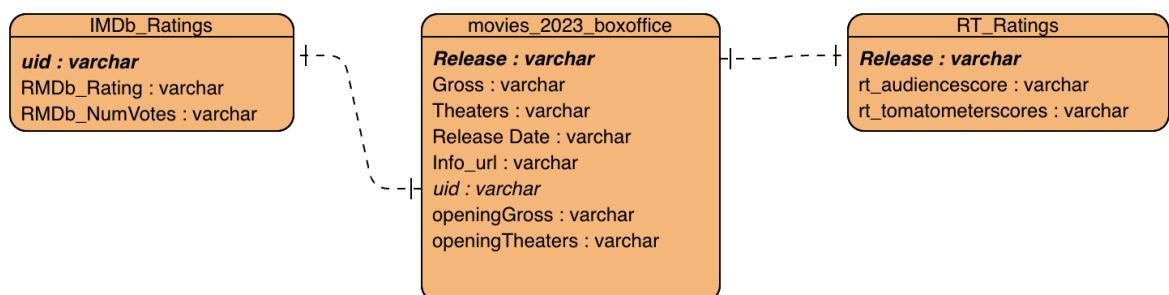 IMDb_Ratings
uid : varchar
RMDb_Rating : varchar
RMDb_NumVotes : varchar
movies_2023_boxoffice
Release : varchar
Gross : varchar
Theaters : varchar
Release Date : varchar
Info_url : varchar
uid : varchar
openingGross : varchar
openingTheaters : varchar
RT_Ratings
Release : varchar
rt_audiencescore : varchar
rt_tomatometerscores : varchar